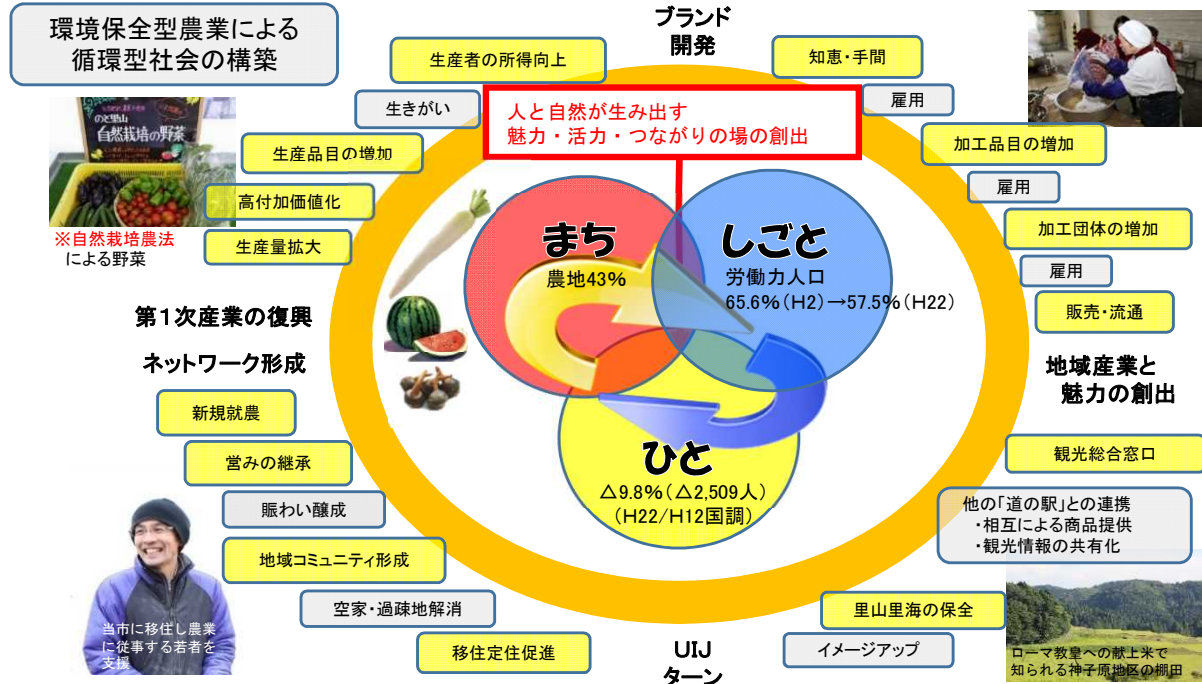 環境保全型農業による
循環型社会の構築
ブランド
開発
生産者の所得向上
知恵・手間
生きがい
雇用
人と自然が生み出す
魅力・活力・つながりの場の創出
のと里山
自然栽培の野菜
生産品目の増加
加工品目の増加
高付加価値化
雇用
生産量拡大
加工団体の増加
※自然栽培農法
による野菜
雇用
販売・流通
まち
農地43%
しごと
労働力人口
65.6%(H2)→57.5%(H22)
第1次産業の復興
ネットワーク形成
地域産業と
魅力の創出
新規就農
営みの継承
賑わい醸成
地域コミュニティ形成
空家・過疎地解消
移住定住促進
ひと
△9.8%(△2,509人)
(H22/H12国調)
観光総合窓口
他の「道の駅」との連携
・相互による商品提供
・観光情報の共有化
里山里海の保全
イメージアップ
UIJ
ターン
当市に移住し農業
に従事する若者を
支援
ローマ教皇への献上米で
知られる神子原地区の棚田